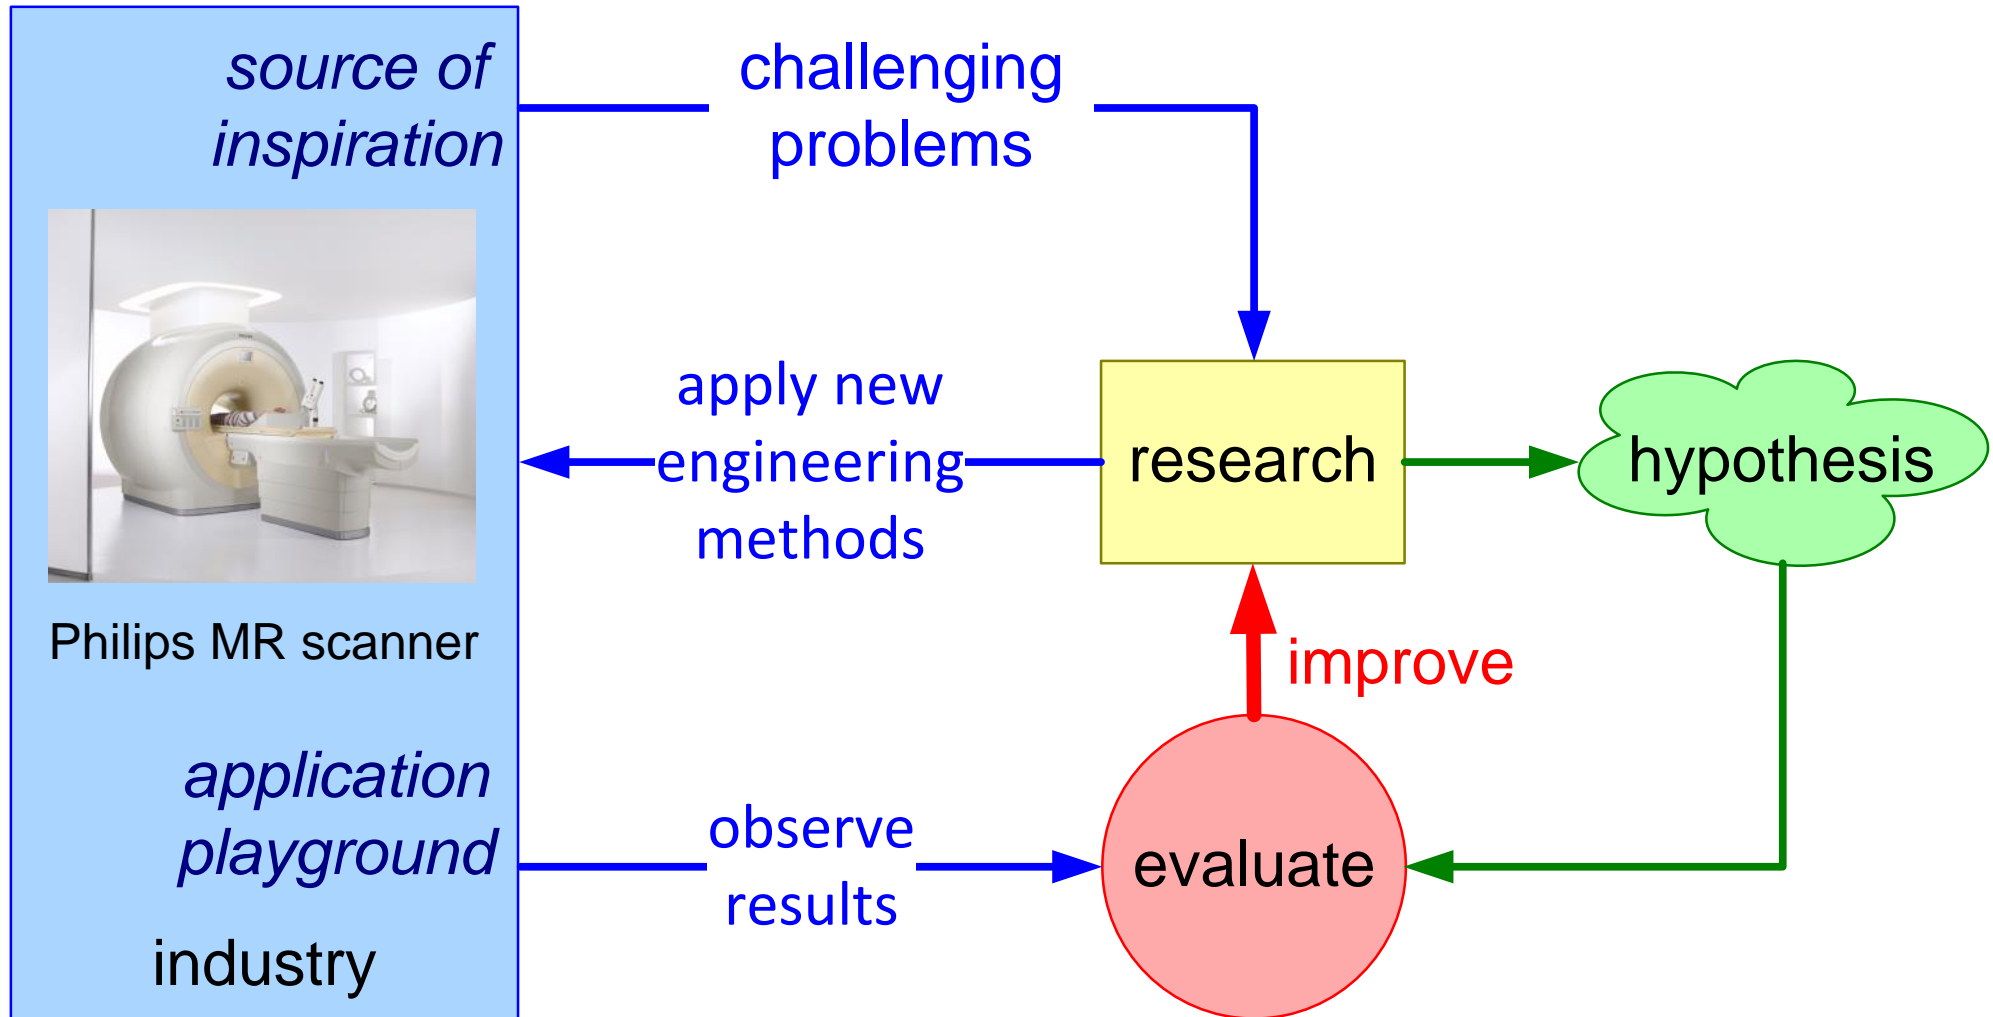 source of
inspiration
Philips MR scanner
application
playground
industry
challenging
problems
apply new
engineering
methods
observe
results
research
hypothesis
improve
evaluate